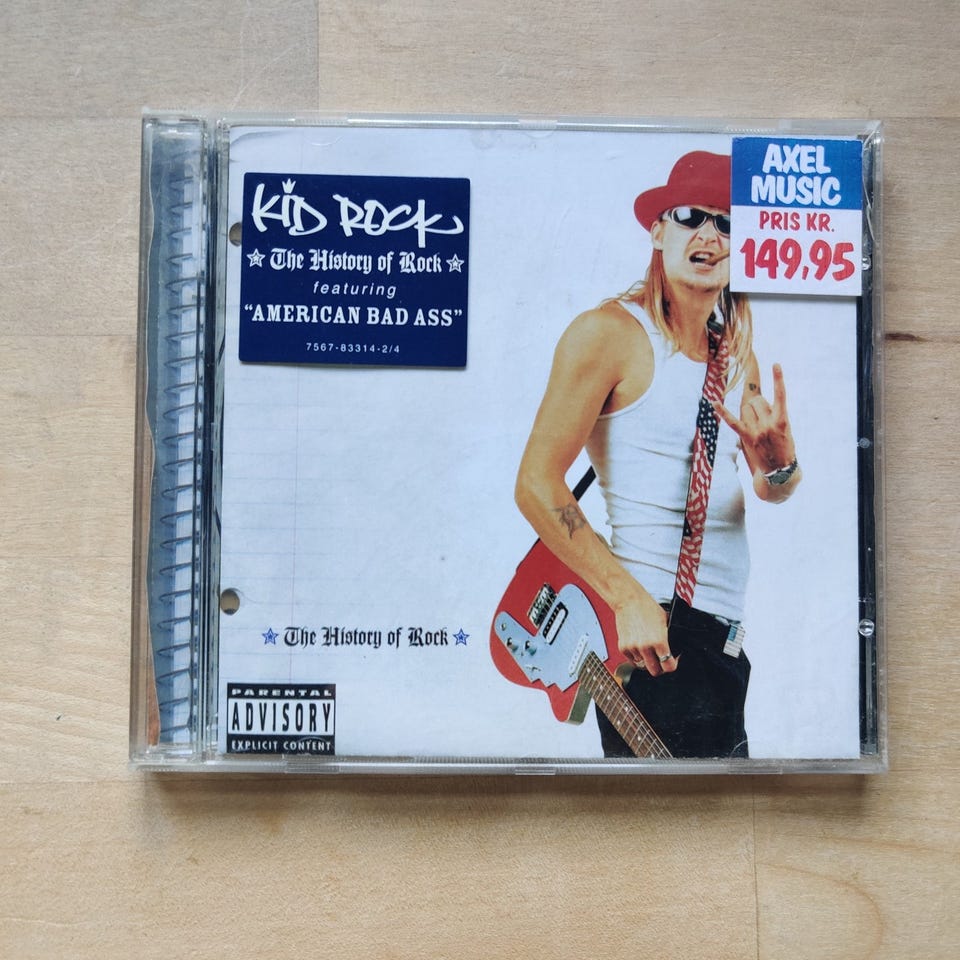 KID ROCK
The History of Rock
featuring
"AMERICAN BAD ASS"
7567-83314-2/4
AXEL
MUSIC
PRIS KR.
149,95
The History of Rock
PARENTAL
ADVISORY
EXPLICIT CONTENT